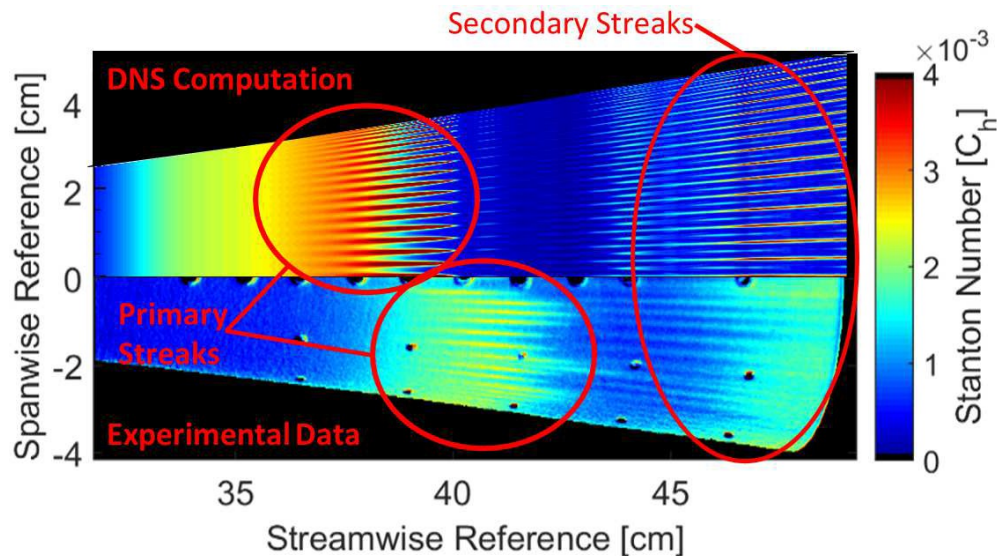 Secondary Streaks
DNS Computation
Primary
Streaks
Experimental Data
Spanwise Reference [cm]
4
2
0
-2
-4
35
40
45
Streamwise Reference [cm]
×10⁻³
4
3
2
1
0
Stanton Number [Cₕ]